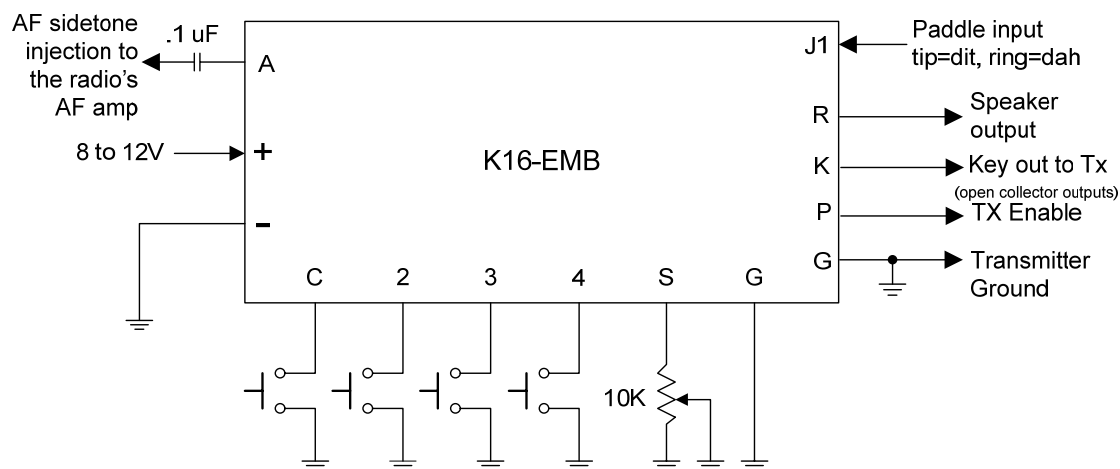 AF sidetone
injection to
the radio's
AF amp
.1 uF
A
8 to 12V
+
-
K16-EMB
J1
Paddle input
tip=dit, ring=dah
R
Speaker
output
K
Key out to Tx
(open collector outputs)
P
TX Enable
G
Transmitter
Ground
C 2 3 4 S G
10K